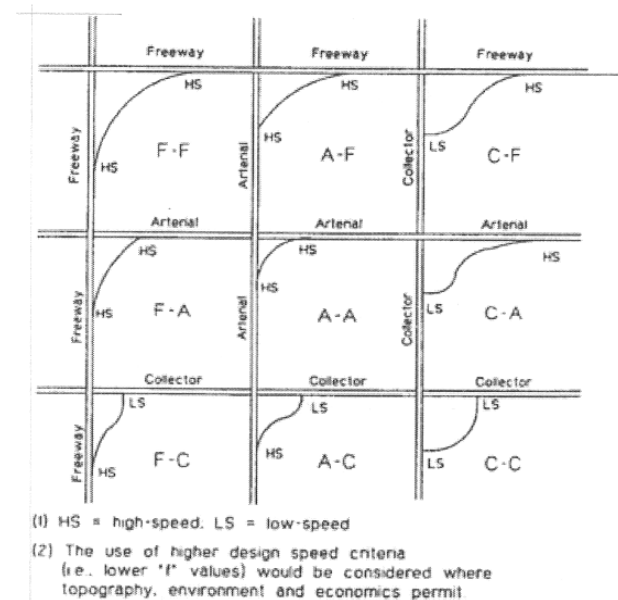 Freeway Freeway Freeway
HS HS HS
Freeway HS F-F Arterial HS A-F Collector LS C-F
Arterial Arterial Arterial
HS HS HS
Freeway HS F-A Arterial HS A-A Collector LS C-A
Collector Collector Collector
LS LS LS
Freeway HS F-C HS A-C LS C-C
(1) HS = high-speed; LS = low-speed
(2) The use of higher design speed criteria
(i.e., lower "f" values) would be considered where
topography, environment and economics permit